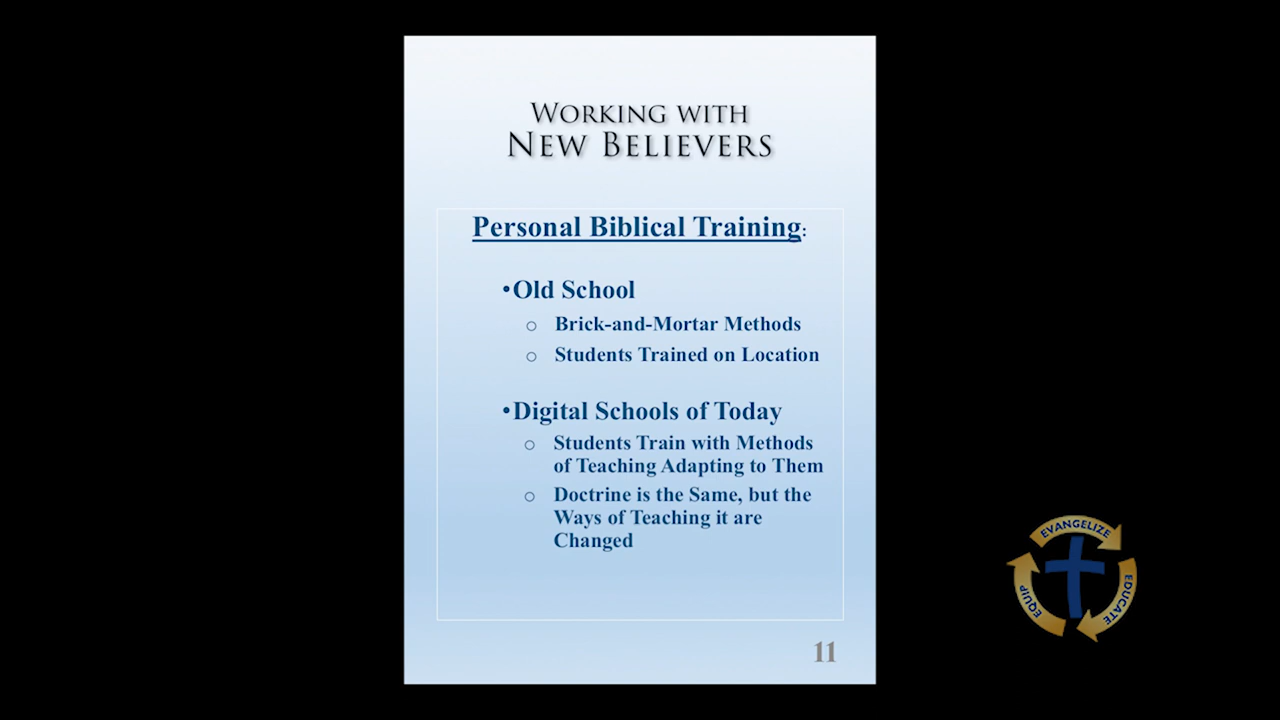 WORKING WITH
NEW BELIEVERS
Personal Biblical Training:
•Old School
o Brick-and-Mortar Methods
o Students Trained on Location
•Digital Schools of Today
o Students Train with Methods
of Teaching Adapting to Them
o Doctrine is the Same, but the
Ways of Teaching it are
Changed
11
EVANGELIZE
EDUCATE
EQUIP